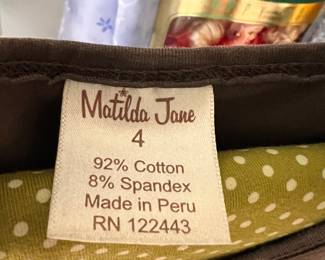 Matilda Jane
4
92% Cotton
8% Spandex
Made in Peru
RN 122443